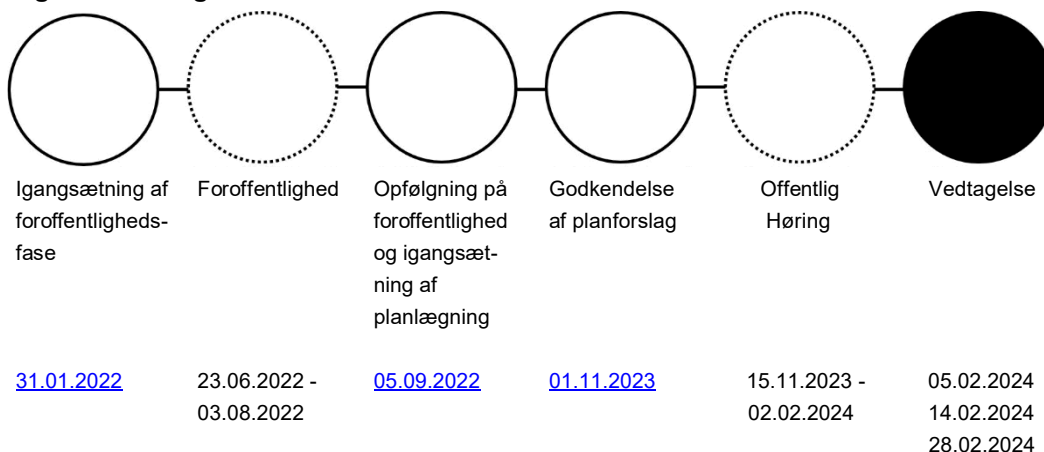 Igangsætning af
foroffentligheds-
fase
Foroffentlighed
Opfølgning på
foroffentlighed
og igangsæt-
ning af
planlægning
Godkendelse
af planforslag
Offentlig
Høring
Vedtagelse
31.01.2022
23.06.2022 -
03.08.2022
05.09.2022
01.11.2023
15.11.2023 -
02.02.2024
05.02.2024
14.02.2024
28.02.2024